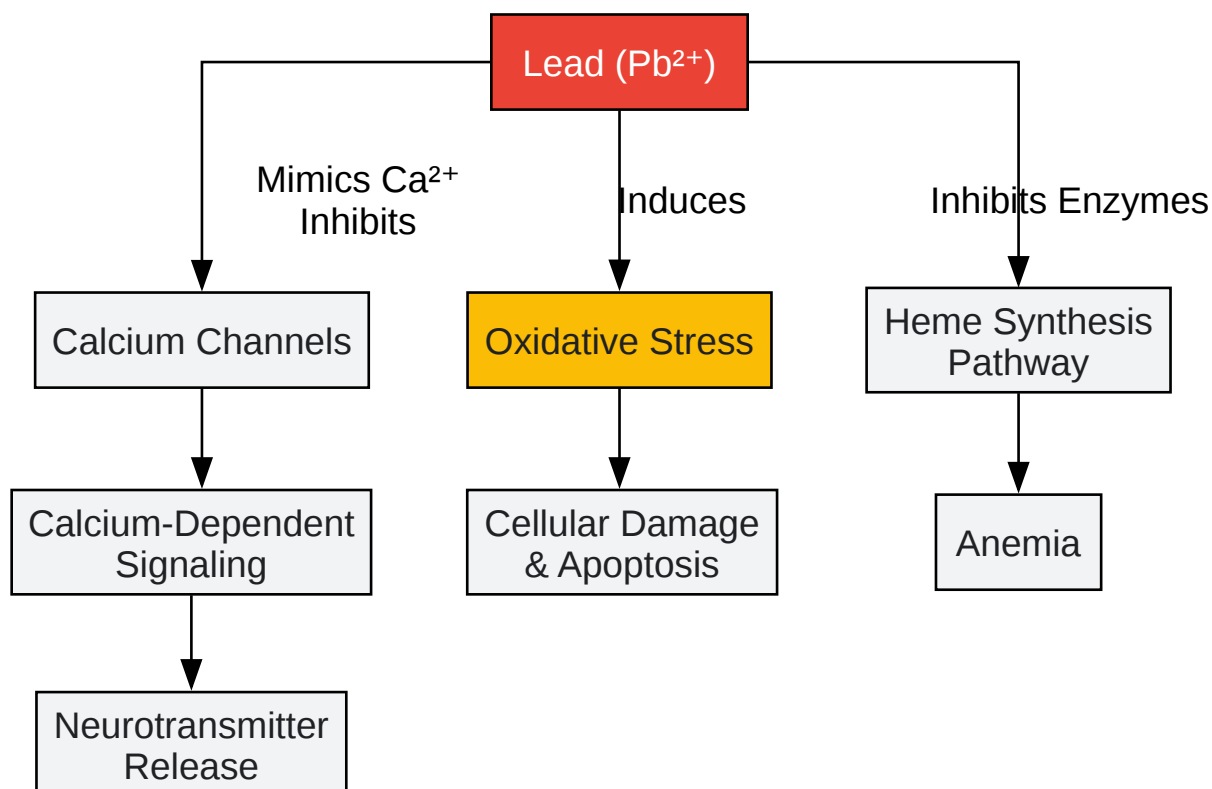 Lead (Pb²⁺)
Mimics Ca²⁺
Inhibits
Induces
Inhibits Enzymes
Calcium Channels
Oxidative Stress
Heme Synthesis
Pathway
Calcium-Dependent
Signaling
Cellular Damage
& Apoptosis
Anemia
Neurotransmitter
Release